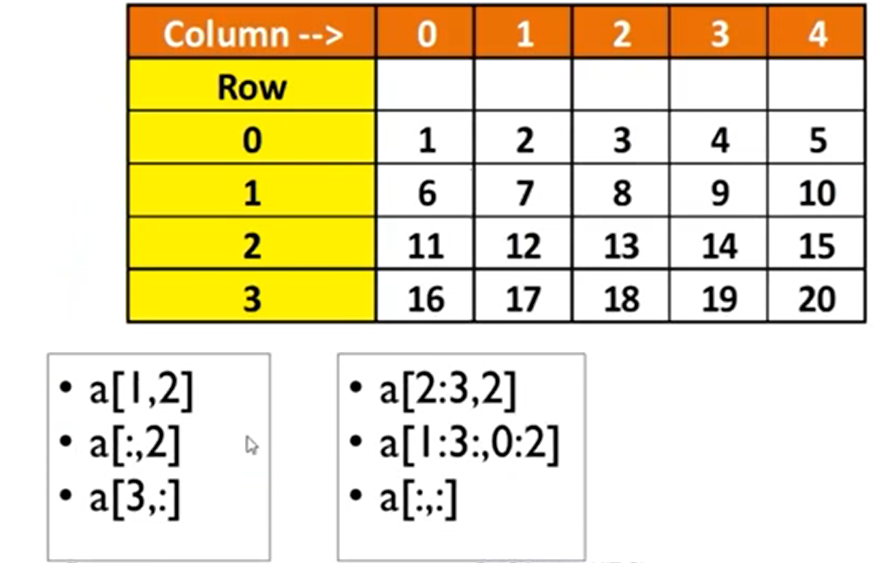 Column --> 0 1 2 3 4
Row
0 1 2 3 4 5
1 6 7 8 9 10
2 11 12 13 14 15
3 16 17 18 19 20
• a[1,2]
• a[:,2]
• a[3,:]
• a[2:3,2]
• a[1:3:,0:2]
• a[:,:]